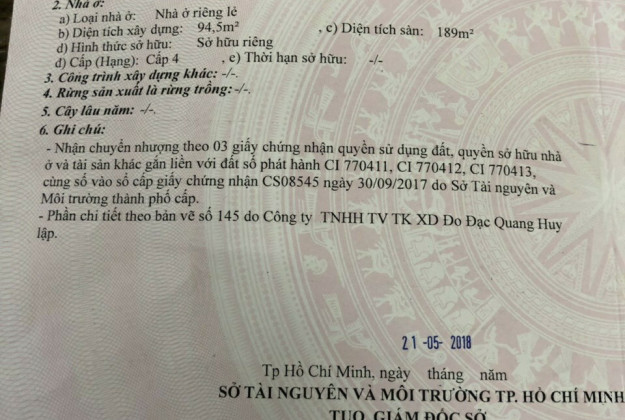 2. Nhà ở:
a) Loại nhà ở: Nhà ở riêng lẻ
b) Diện tích xây dựng: 94,5m² , c) Diện tích sàn: 189m²
d) Hình thức sở hữu: Sở hữu riêng
đ) Cấp (Hạng): Cấp 4 , e) Thời hạn sở hữu: -/-
3. Công trình xây dựng khác: -/-.
4. Rừng sản xuất là rừng trồng: -/-.
5. Cây lâu năm: -/-.
6. Ghi chú:
- Nhận chuyển nhượng theo 03 giấy chứng nhận quyền sử dụng đất, quyền sở hữu nhà
ở và tài sản khác gắn liền với đất số phát hành CI 770411, CI 770412, CI 770413,
cùng số vào sổ cấp giấy chứng nhận CS08545 ngày 30/09/2017 do Sở Tài nguyên và
Môi trường thành phố cấp.
- Phần chi tiết theo bản vẽ số 145 do Công ty TNHH TV TK XD Đo Đạc Quang Huy
lập.
21 -05- 2018
Tp Hồ Chí Minh, ngày tháng năm
SỞ TÀI NGUYÊN VÀ MÔI TRƯỜNG TP. HỒ CHÍ MINH
TUQ. GIÁM ĐỐC SỞ